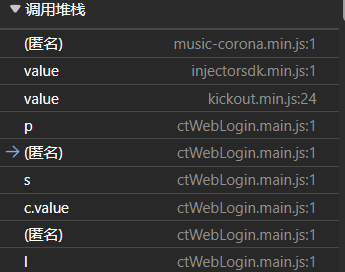 调用堆栈
(匿名) music-corona.min.js:1
value injectorsdk.min.js:1
value kickout.min.js:24
p ctWebLogin.main.js:1
(匿名) ctWebLogin.main.js:1
s ctWebLogin.main.js:1
c.value ctWebLogin.main.js:1
(匿名) ctWebLogin.main.js:1
l ctWebLogin.main.js:1